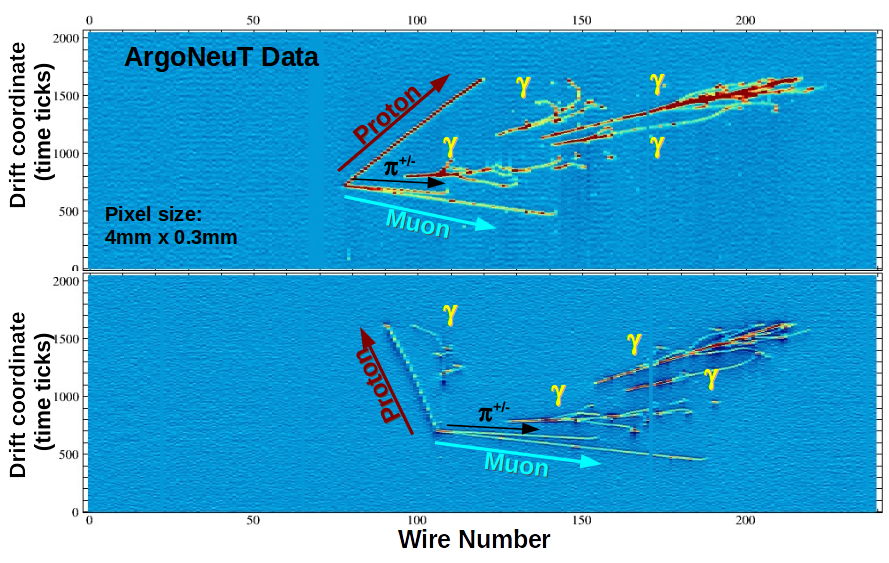 0 50 100 150 200
Drift coordinate
(time ticks)
2000
1500
1000
500
0
ArgoNeuT Data
Proton
γ
γ
γ
γ
π+/-
Muon
Pixel size:
4mm x 0.3mm
Drift coordinate
(time ticks)
2000
1500
1000
500
0
Proton
γ
γ
γ
γ
π+/-
Muon
0 50 100 150 200
Wire Number